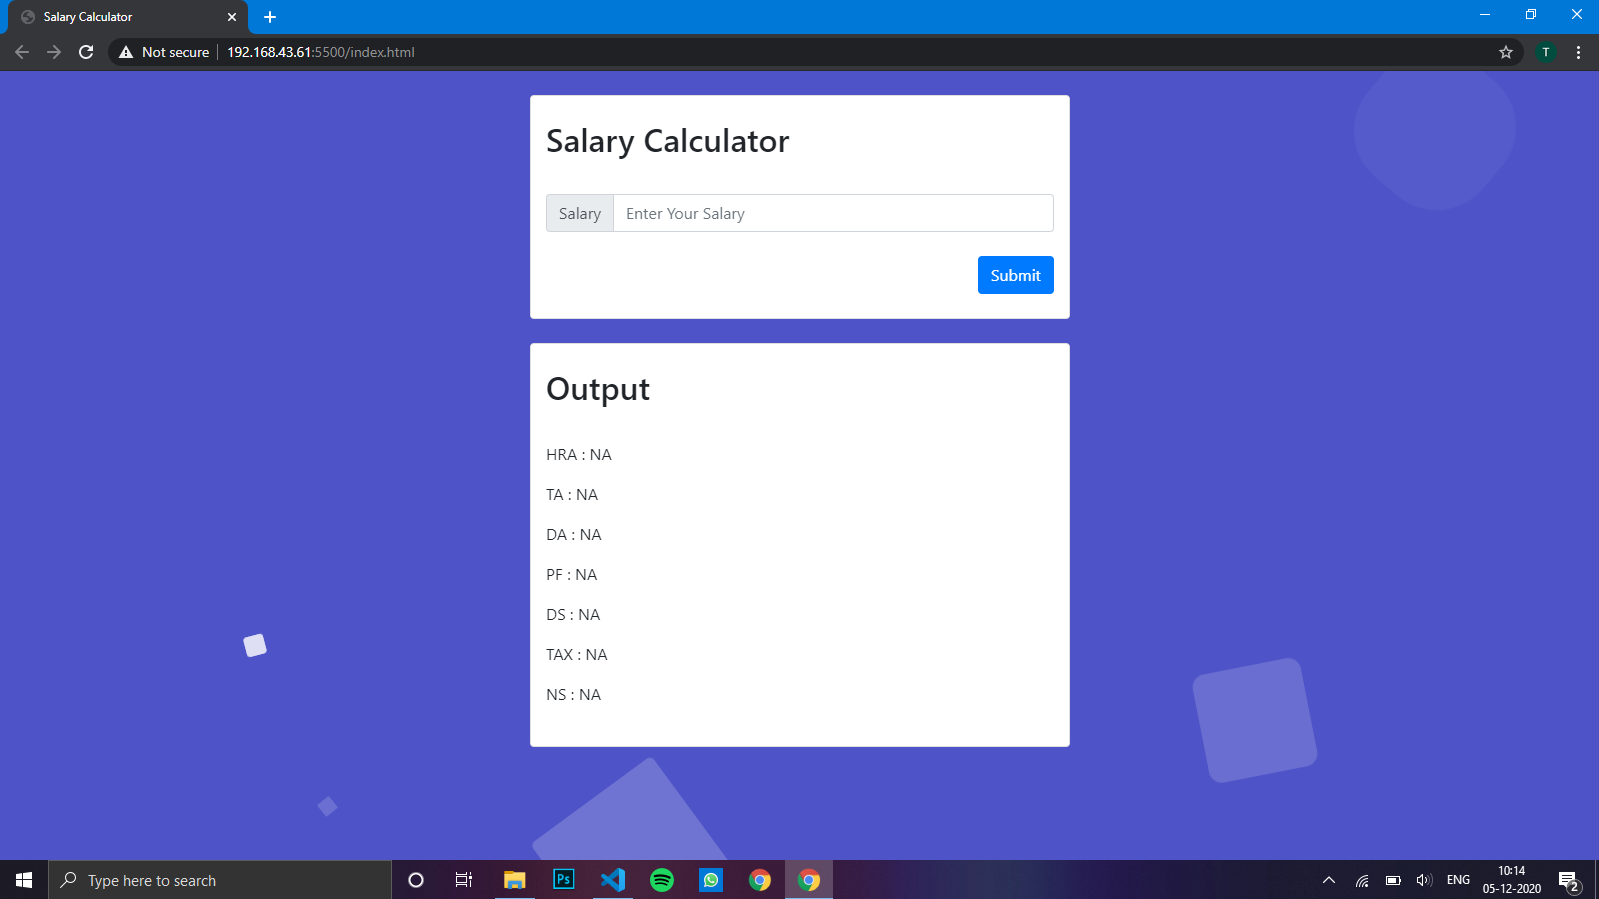 Salary Calculator
Not secure
192.168.43.61:5500/index.html
T
Salary Calculator
Salary
Enter Your Salary
Submit
Output
HRA : NA
TA : NA
DA : NA
PF : NA
DS : NA
TAX : NA
NS : NA
Type here to search
Ps
ENG
10:14
05-12-2020
2